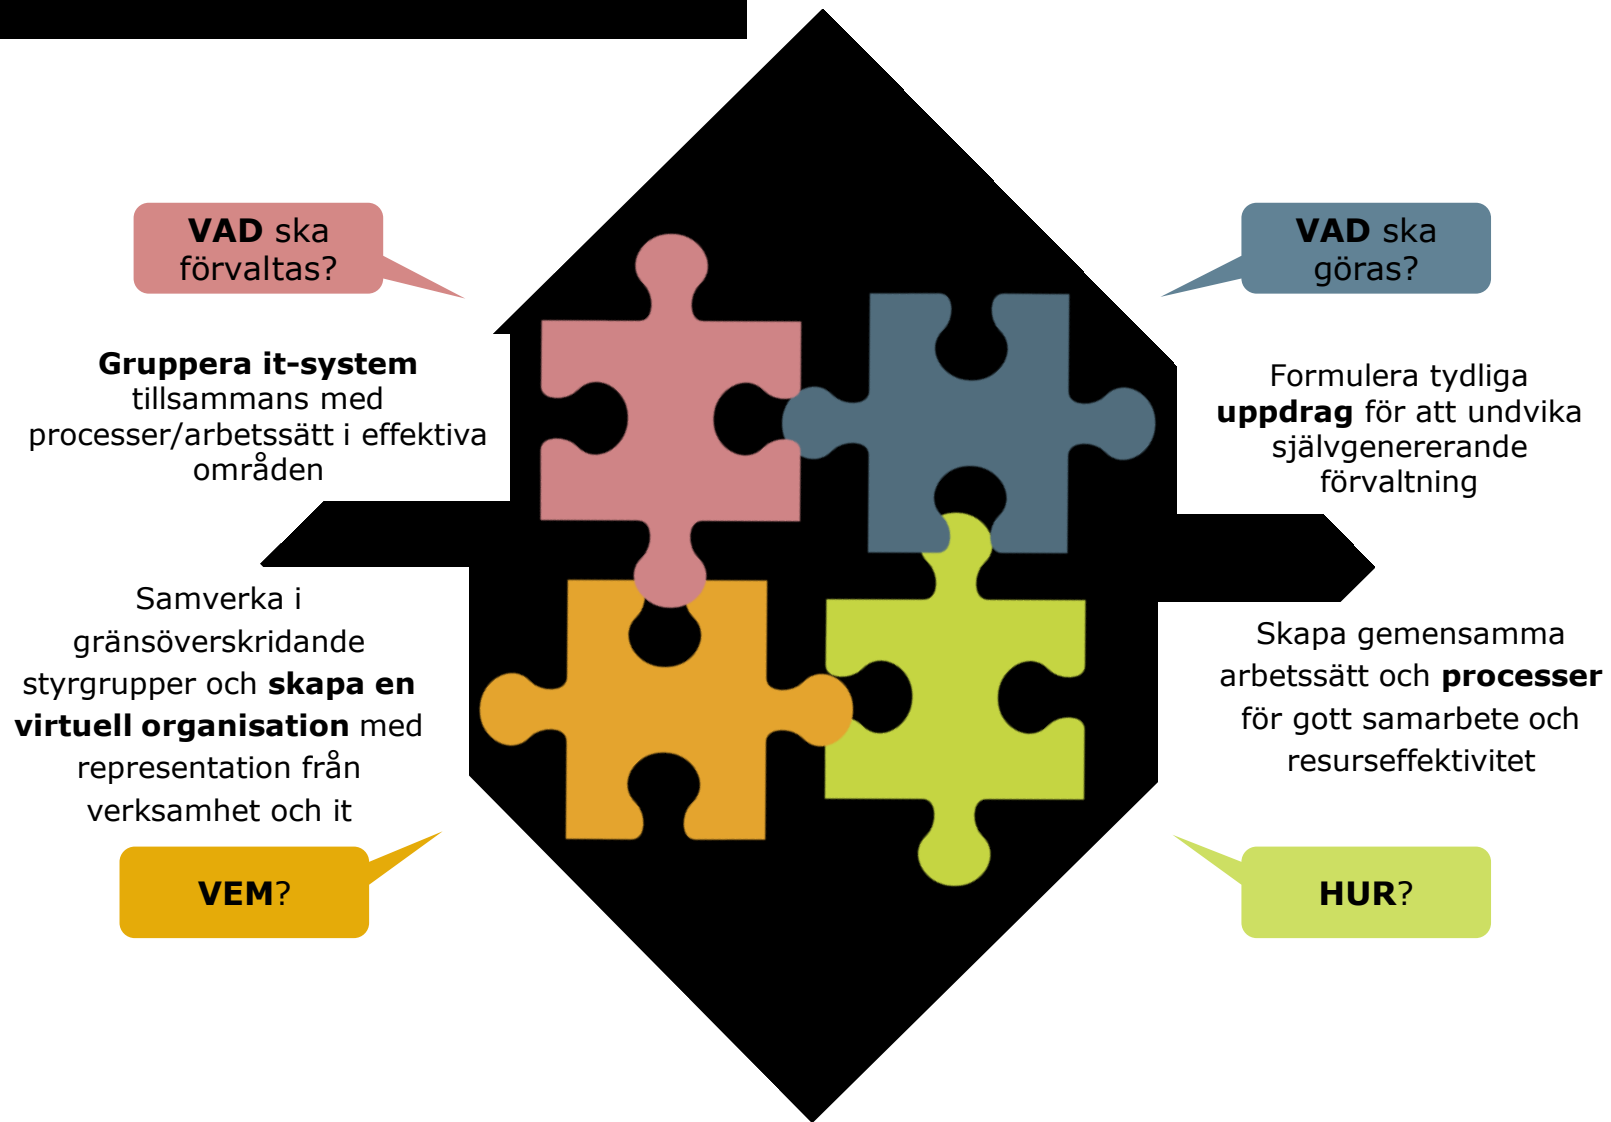 VAD ska
förvaltas?
Gruppera it-system
tillsammans med
processer/arbetssätt i effektiva
områden
VAD ska
göras?
Formulera tydliga
uppdrag för att undvika
självgenererande
förvaltning
Samverka i
gränsöverskridande
styrgrupper och skapa en
virtuell organisation med
representation från
verksamhet och it
VEM?
Skapa gemensamma
arbetssätt och processer
för gott samarbete och
resurseffektivitet
HUR?